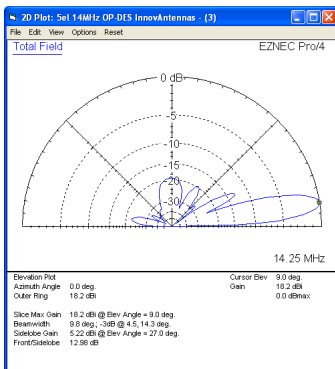 2D Plot: 5el 14MHz OP-DES InnovAntennas - (3)
File Edit View Options Reset
Total Field
EZNEC Pro/4
0 dB
-5
-10
-15
-20
-30
14.25 MHz
Elevation Plot
Azimuth Angle 0.0 deg.
Outer Ring 18.2 dBi
Cursor Elev 9.0 deg.
Gain 18.2 dBi
0.0 dBmax
Slice Max Gain 18.2 dBi @ Elev Angle = 9.0 deg.
Beamwidth 9.8 deg.; -3dB @ 4.5, 14.3 deg.
Sidelobe Gain 5.22 dBi @ Elev Angle = 27.0 deg.
Front/Sidelobe 12.98 dB